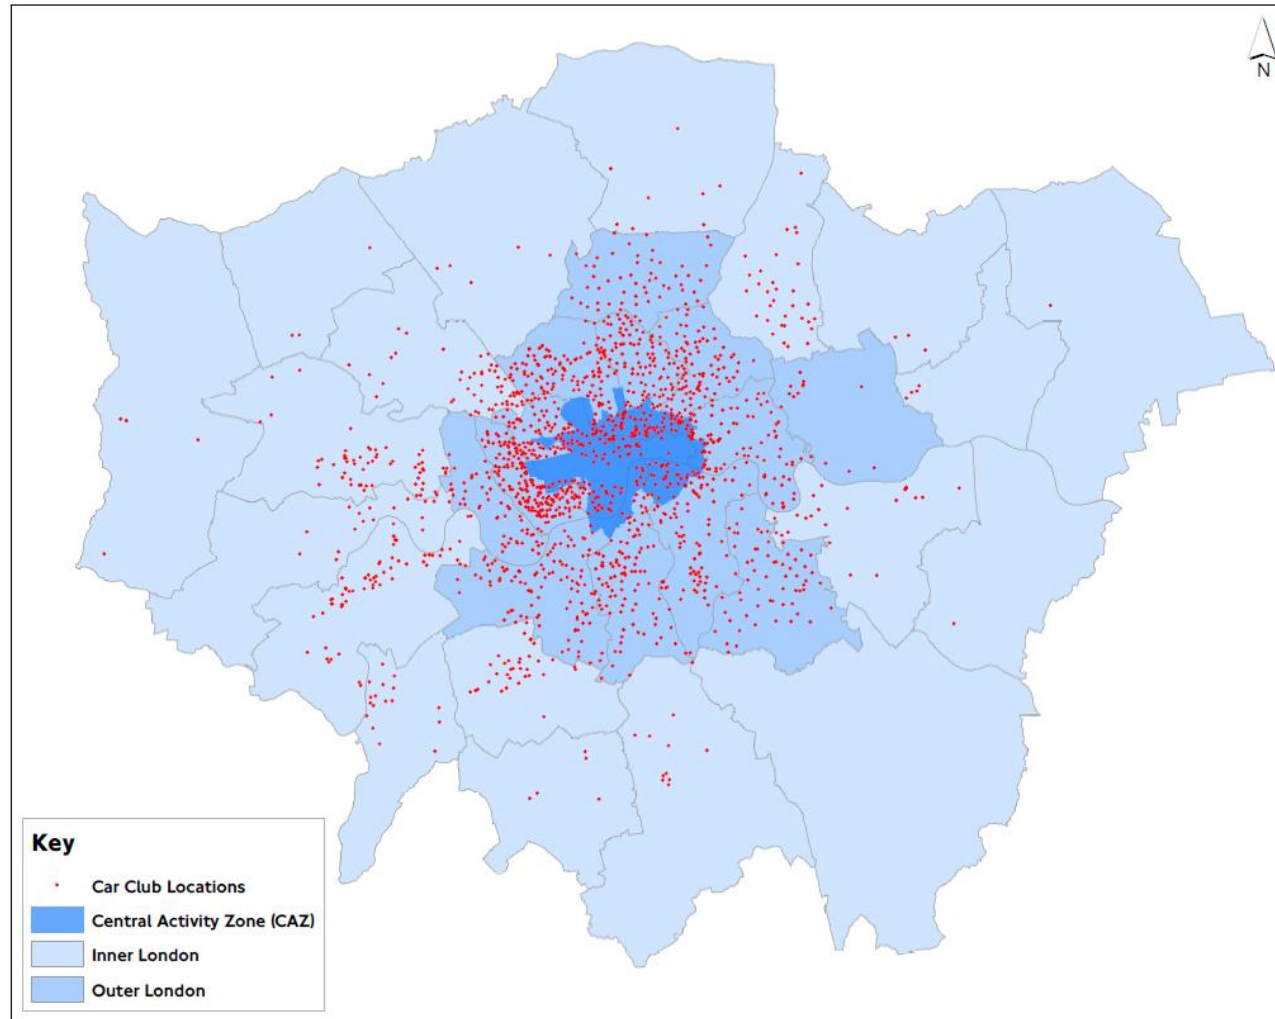 N
Key
Car Club Locations
Central Activity Zone (CAZ)
Inner London
Outer London